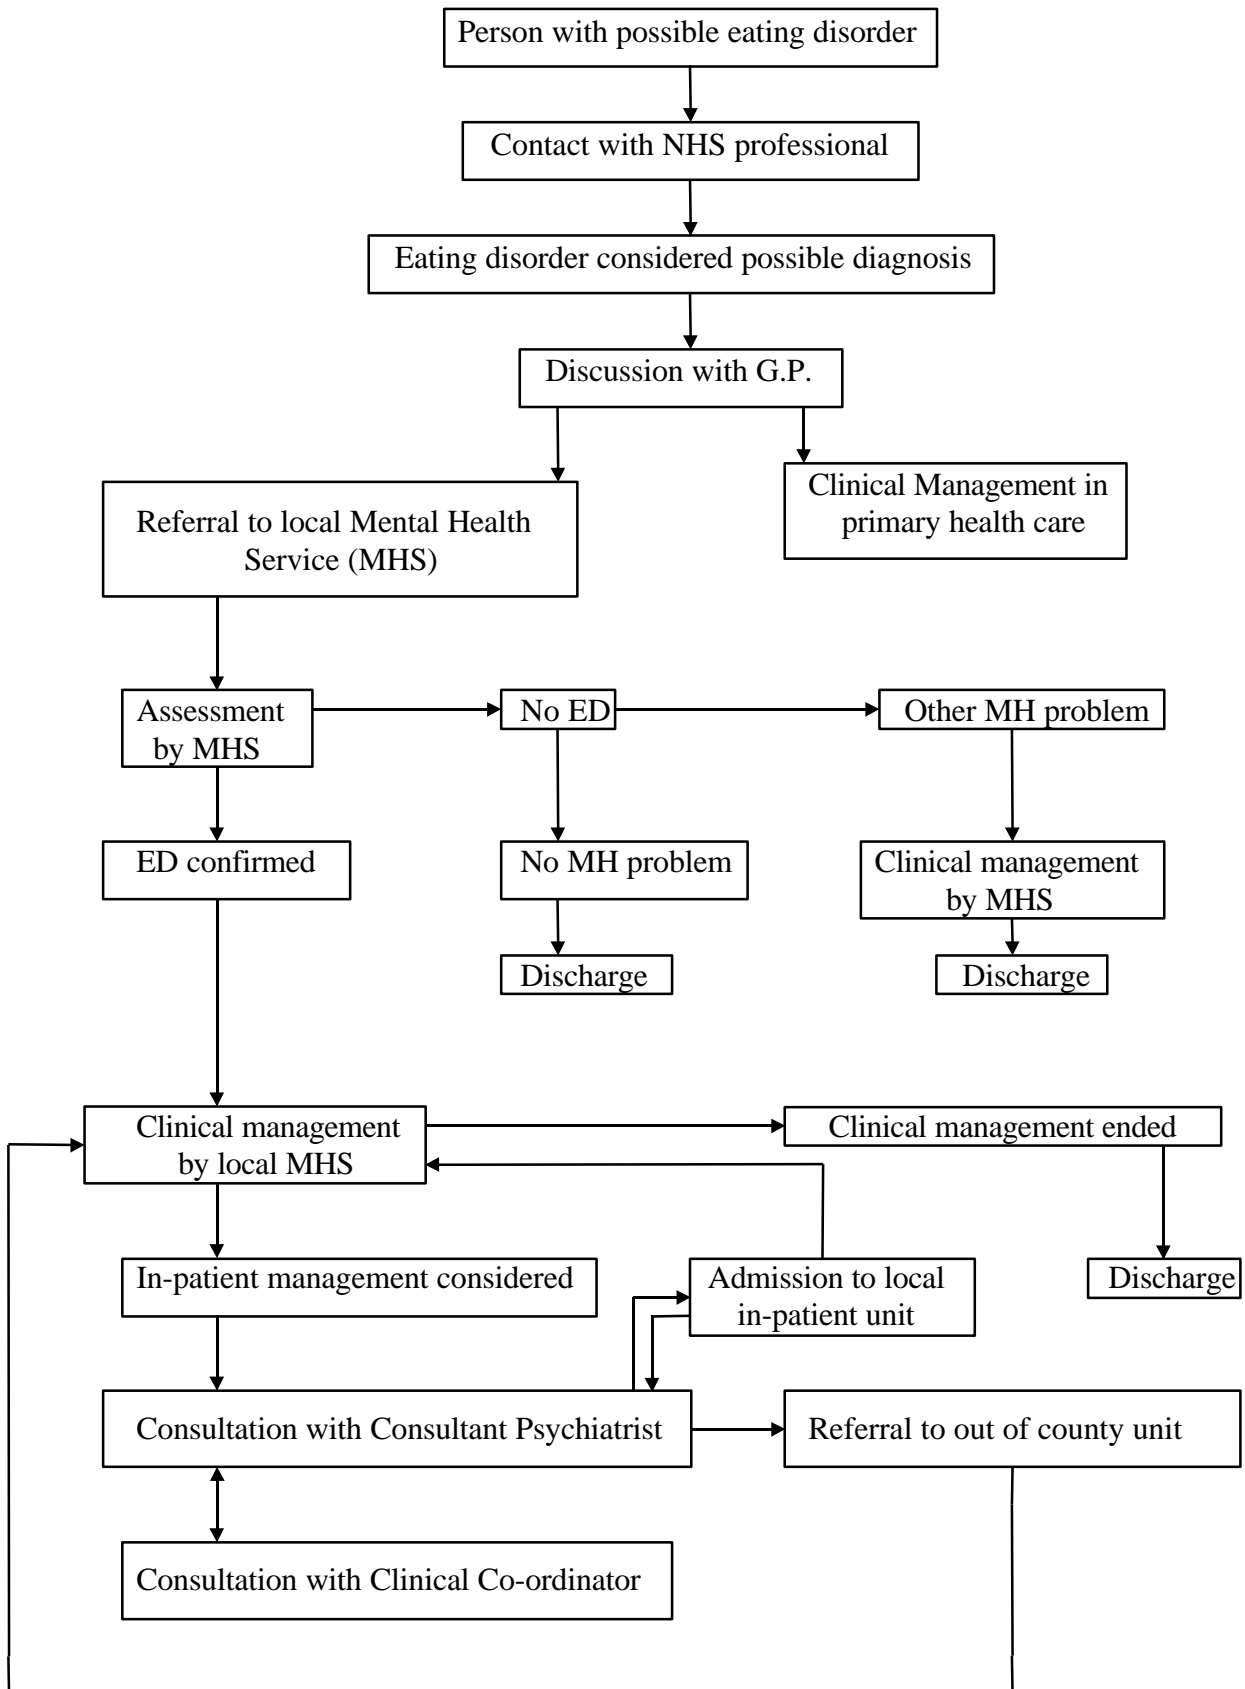 Person with possible eating disorder
Contact with NHS professional
Eating disorder considered possible diagnosis
Discussion with G.P.
Clinical Management in
primary health care
Referral to local Mental Health
Service (MHS)
Assessment
by MHS
No ED
Other MH problem
ED confirmed
No MH problem
Clinical management
by MHS
Discharge
Discharge
Clinical management
by local MHS
Clinical management ended
In-patient management considered
Admission to local
in-patient unit
Discharge
Consultation with Consultant Psychiatrist
Referral to out of county unit
Consultation with Clinical Co-ordinator